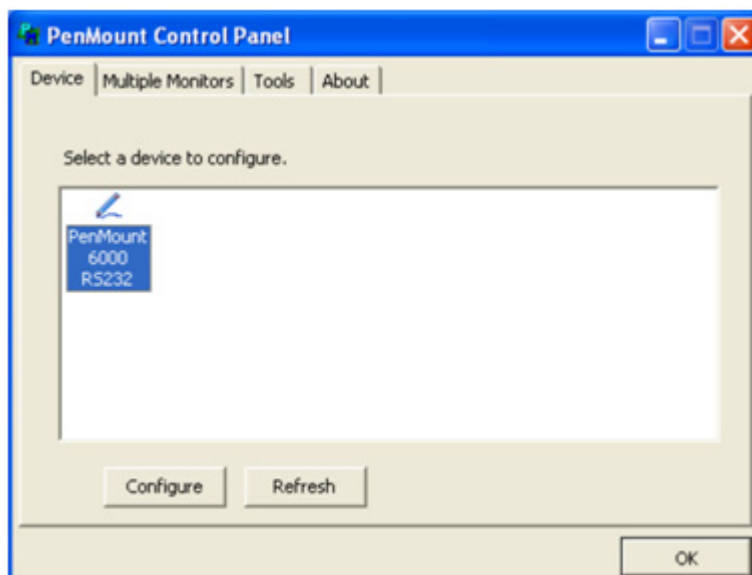 PenMount Control Panel
Device Multiple Monitors Tools About
Select a device to configure.
PenMount
6000
RS232
Configure Refresh
OK